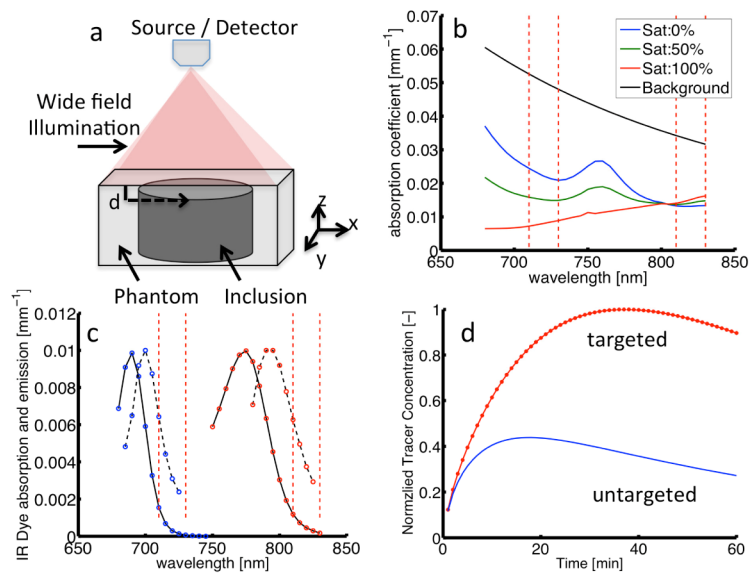 a
Source / Detector
Wide field
Illumination
d
z
x
y
Phantom
Inclusion
b
absorption coefficient [mm⁻¹]
0.07
0.06
0.05
0.04
0.03
0.02
0.01
0
Sat:0%
Sat:50%
Sat:100%
Background
650 700 750 800 850
wavelength [nm]
c
IR Dye absorption and emission [mm⁻¹]
0.012
0.01
0.008
0.006
0.004
0.002
0
650 700 750 800 850
wavelength [nm]
d
Normzlied Tracer Concentration [-]
1
0.8
0.6
0.4
0.2
0
targeted
untargeted
0 20 40 60
Time [min]